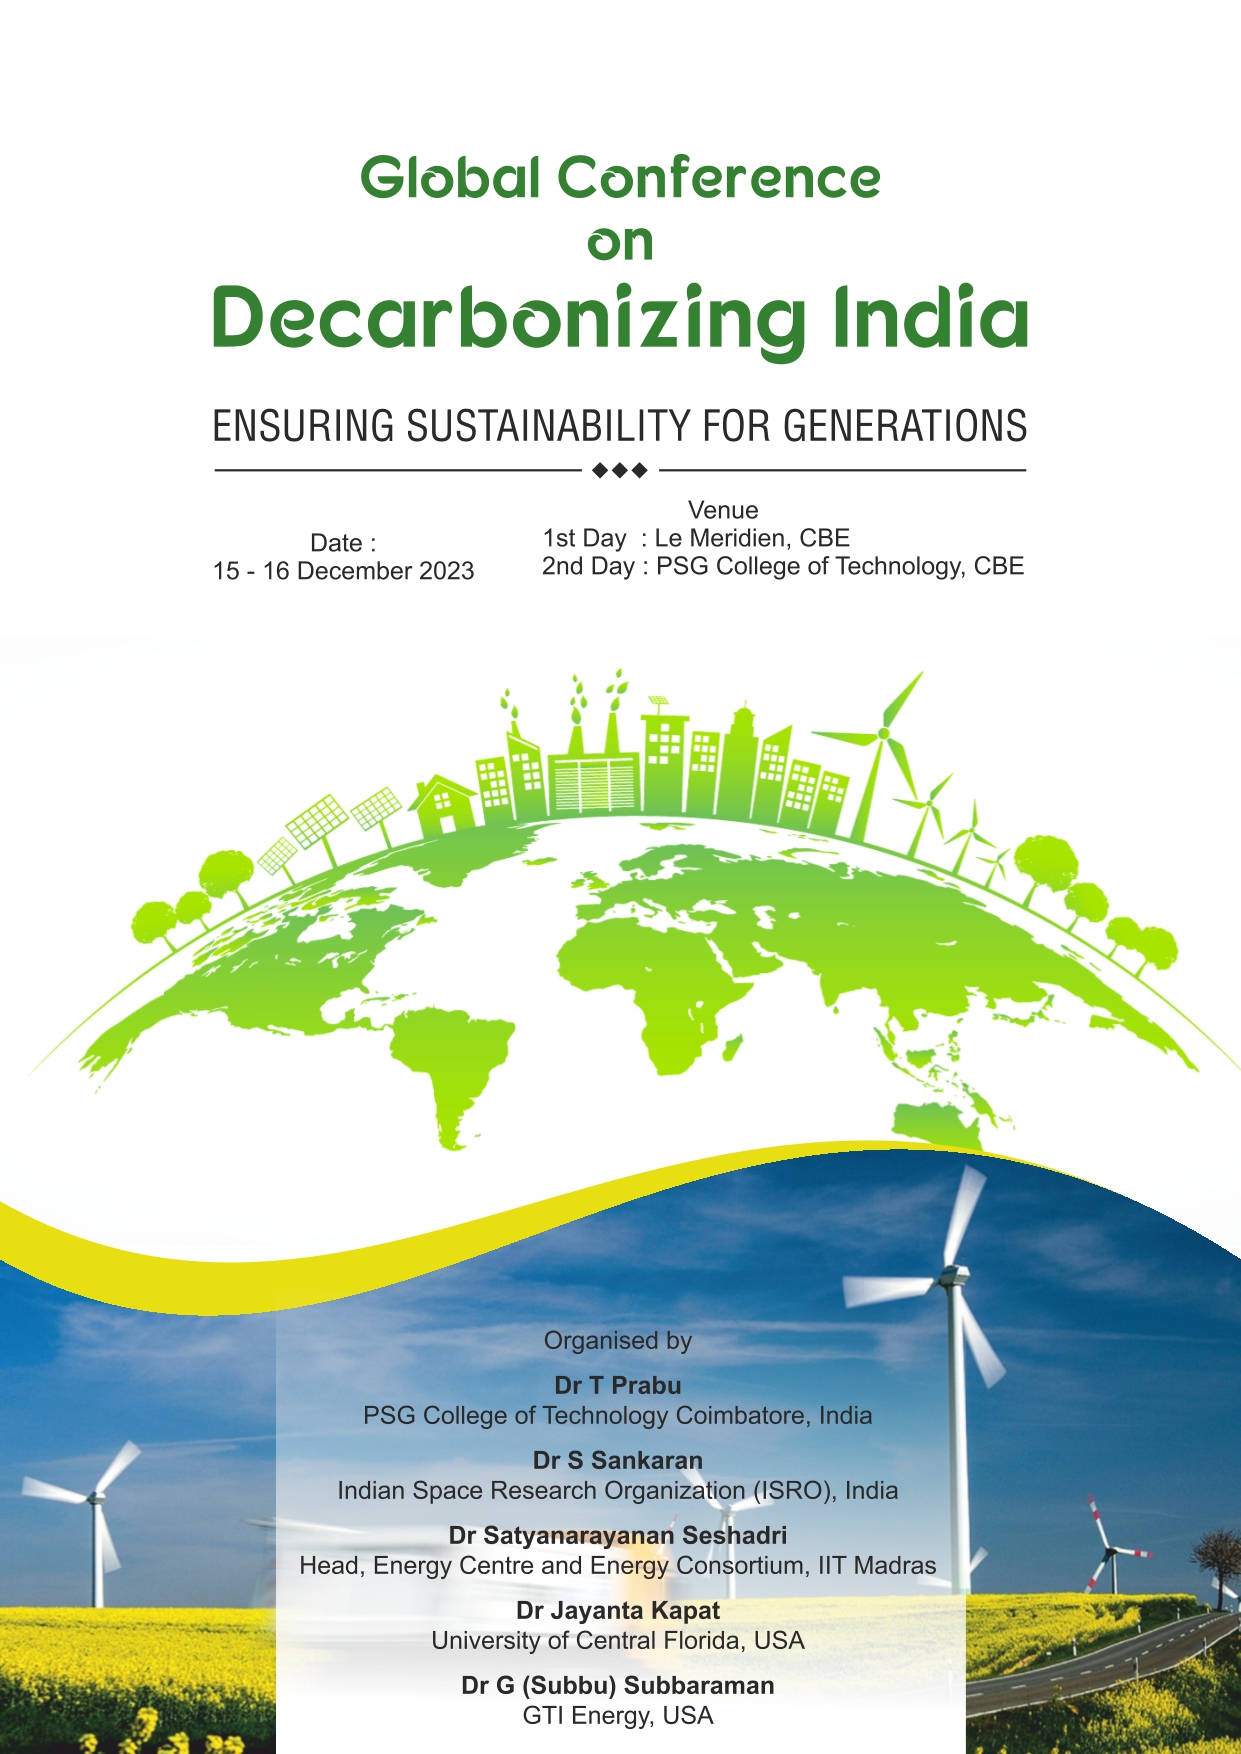 Global Conference
on
Decarbonizing India
ENSURING SUSTAINABILITY FOR GENERATIONS
Date :
15 - 16 December 2023
Venue
1st Day : Le Meridien, CBE
2nd Day : PSG College of Technology, CBE
Organised by
Dr T Prabu
PSG College of Technology Coimbatore, India
Dr S Sankaran
Indian Space Research Organization (ISRO), India
Dr Satyanarayanan Seshadri
Head, Energy Centre and Energy Consortium, IIT Madras
Dr Jayanta Kapat
University of Central Florida, USA
Dr G (Subbu) Subbaraman
GTI Energy, USA